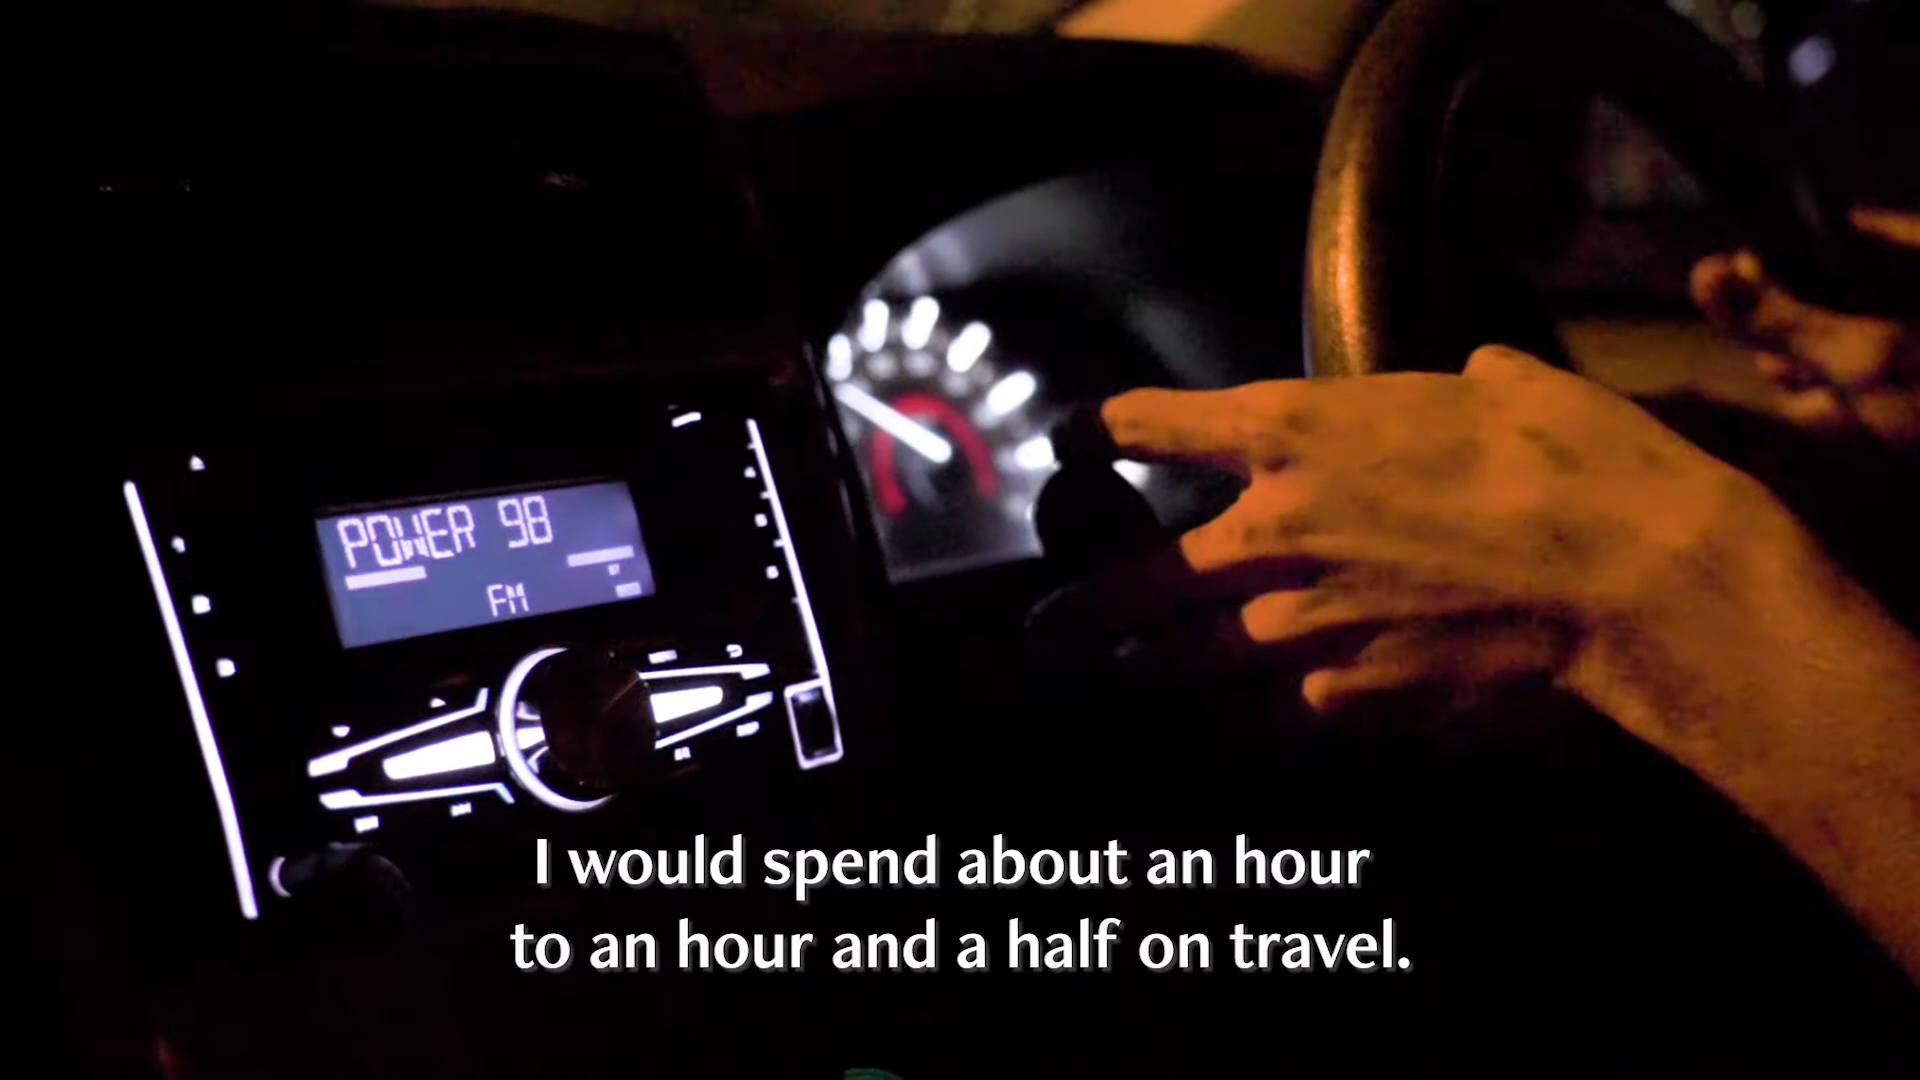 POWER 98
FM
I would spend about an hour
to an hour and a half on travel.